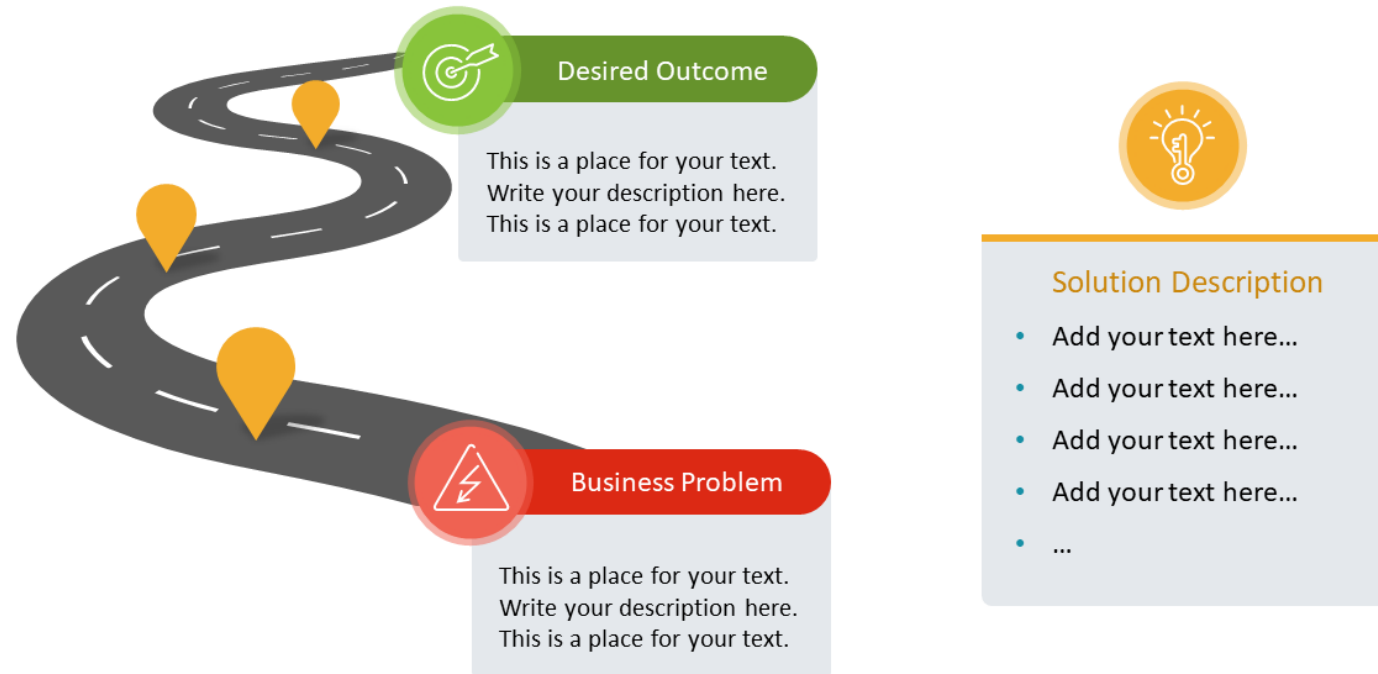 Desired Outcome
This is a place for your text.
Write your description here.
This is a place for your text.
Business Problem
This is a place for your text.
Write your description here.
This is a place for your text.
Solution Description
• Add your text here...
• Add your text here...
• Add your text here...
• Add your text here...
• ...